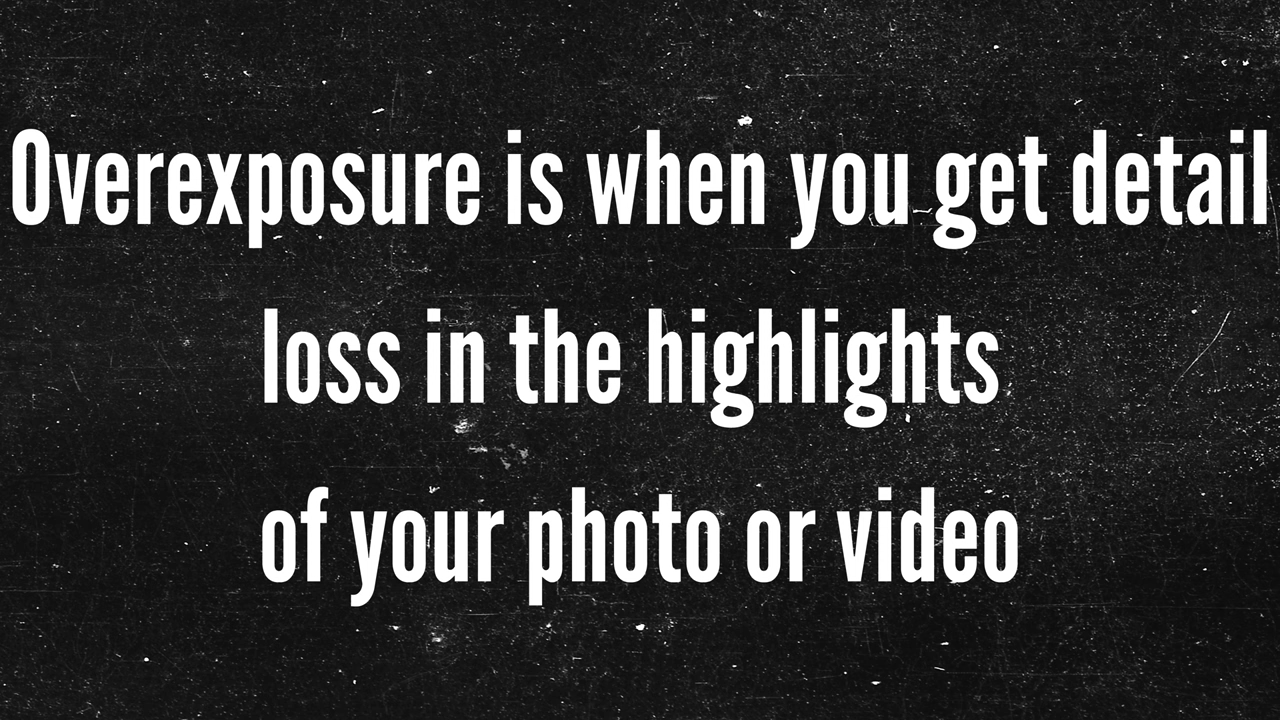 Overexposure is when you get detail
loss in the highlights
of your photo or video